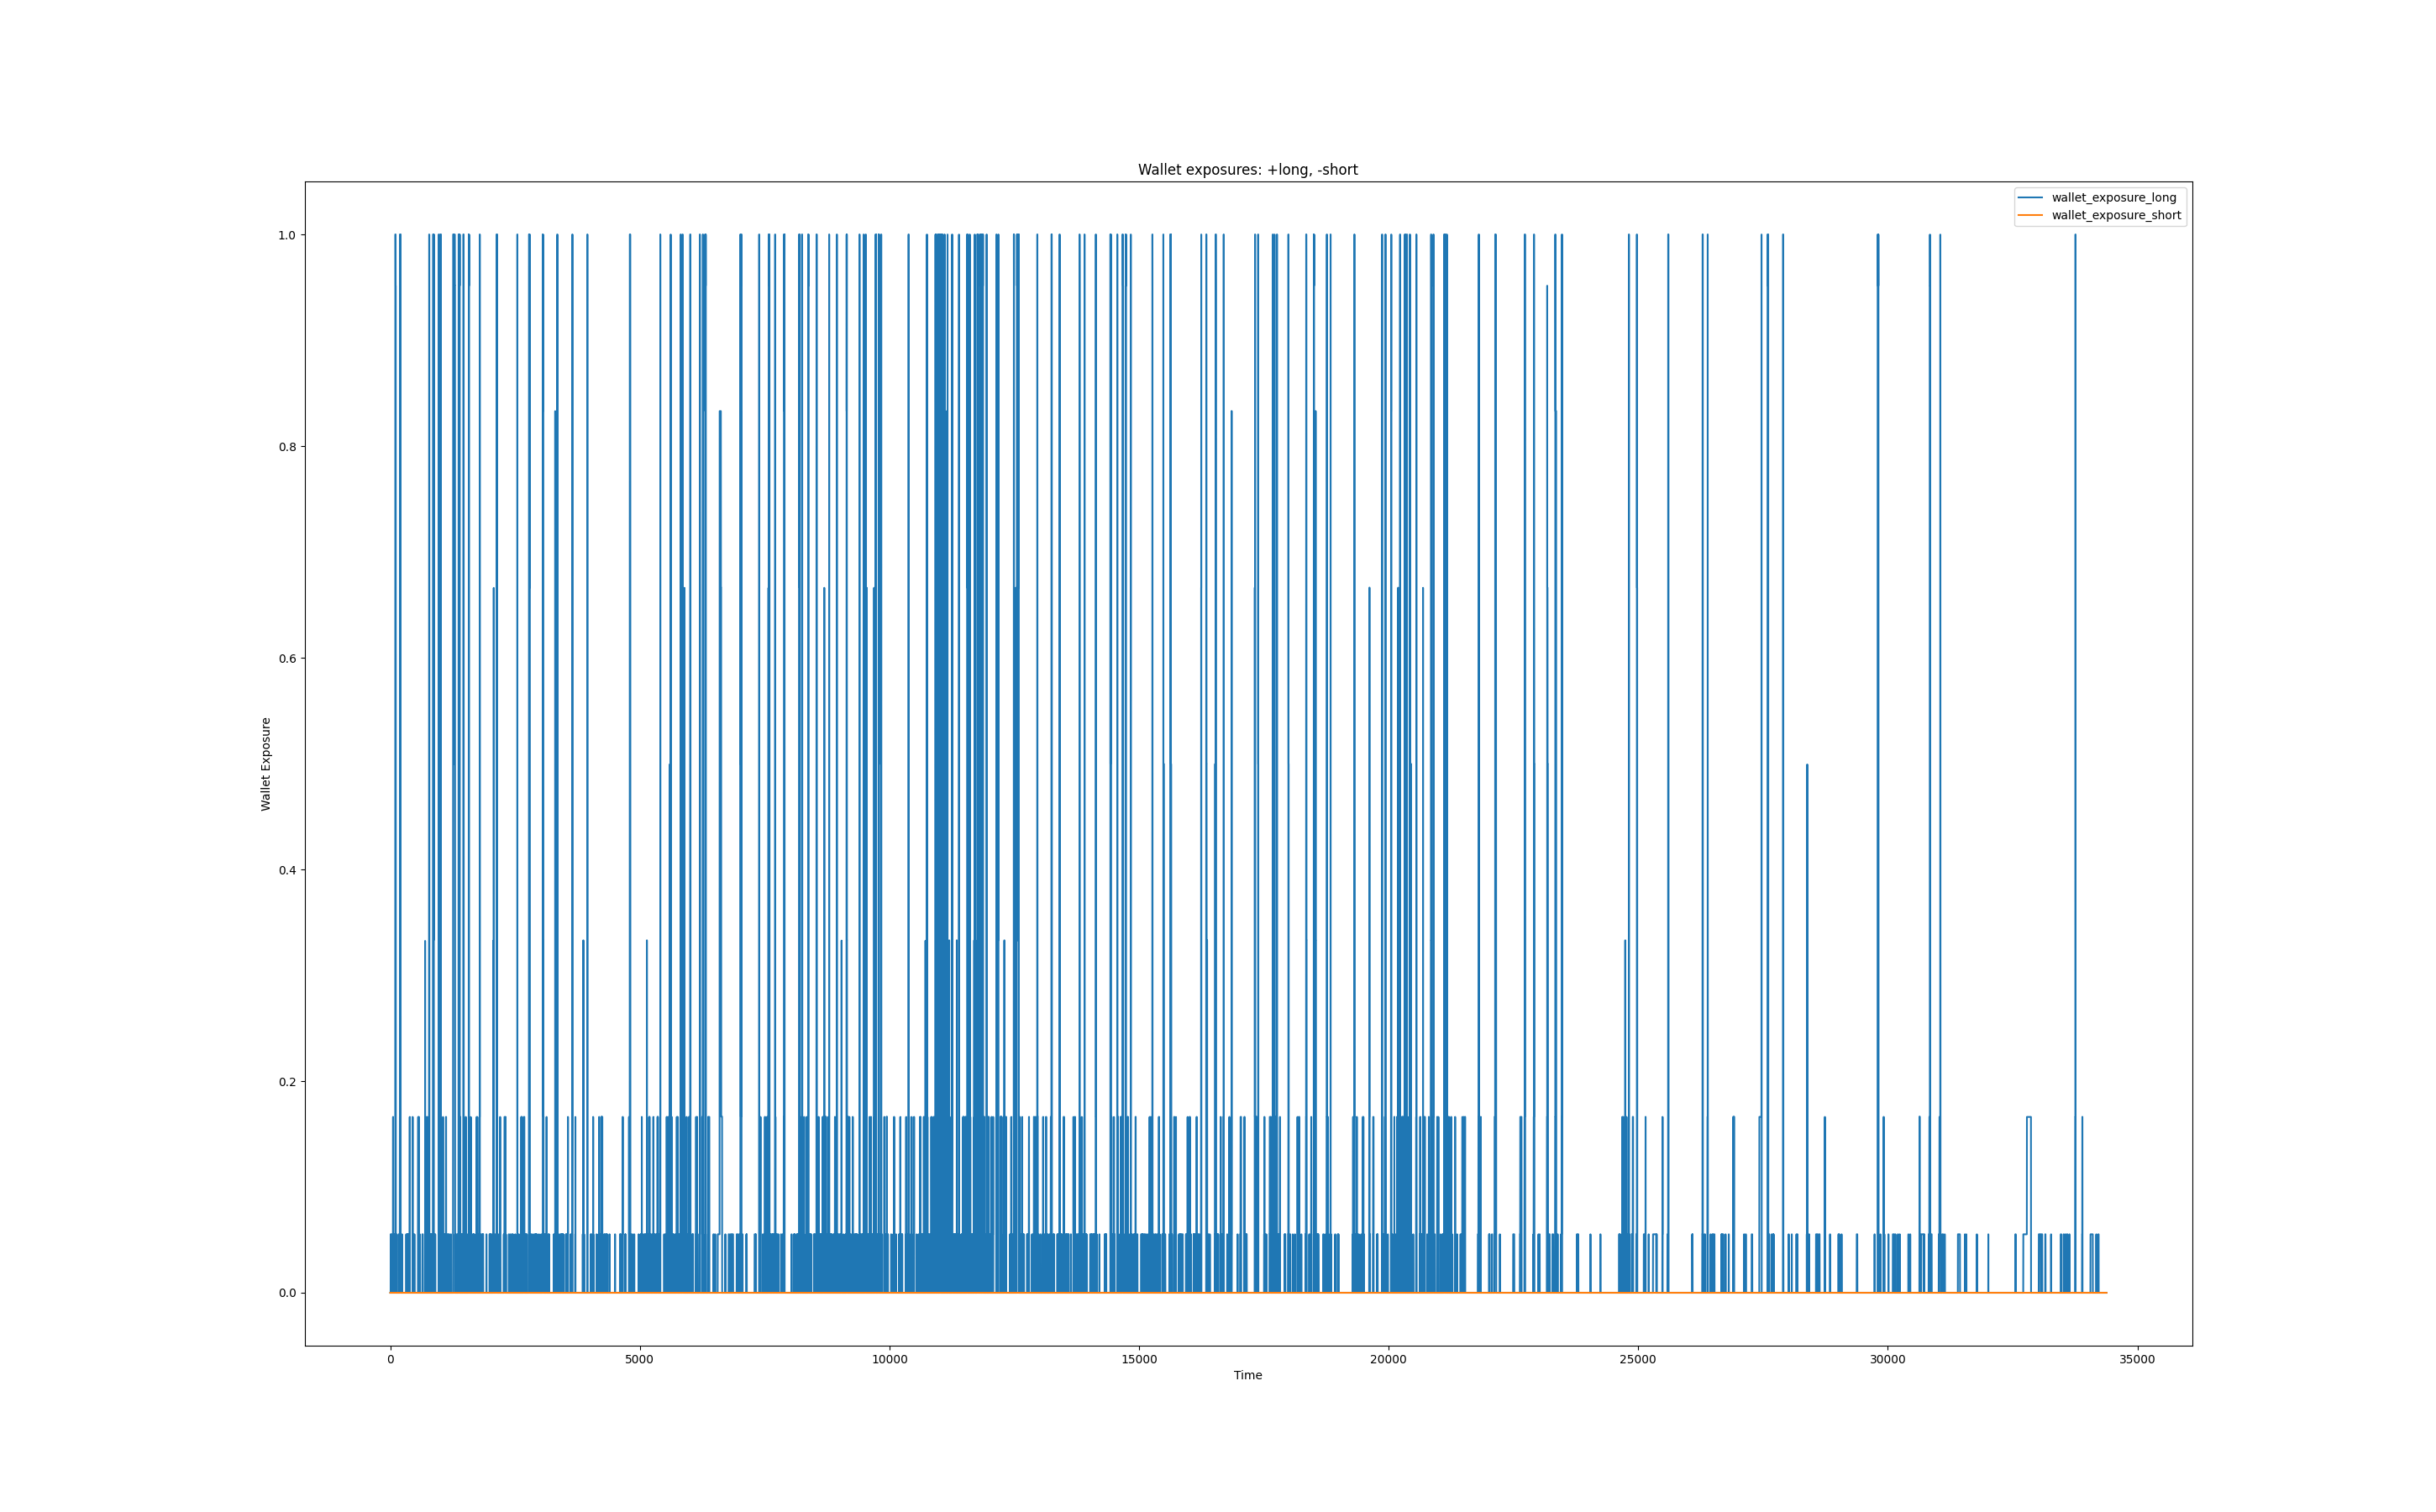 Wallet exposures: +long, -short
wallet_exposure_long
wallet_exposure_short
1.0
0.8
0.6
0.4
0.2
0.0
Wallet Exposure
0 5000 10000 15000 20000 25000 30000 35000
Time